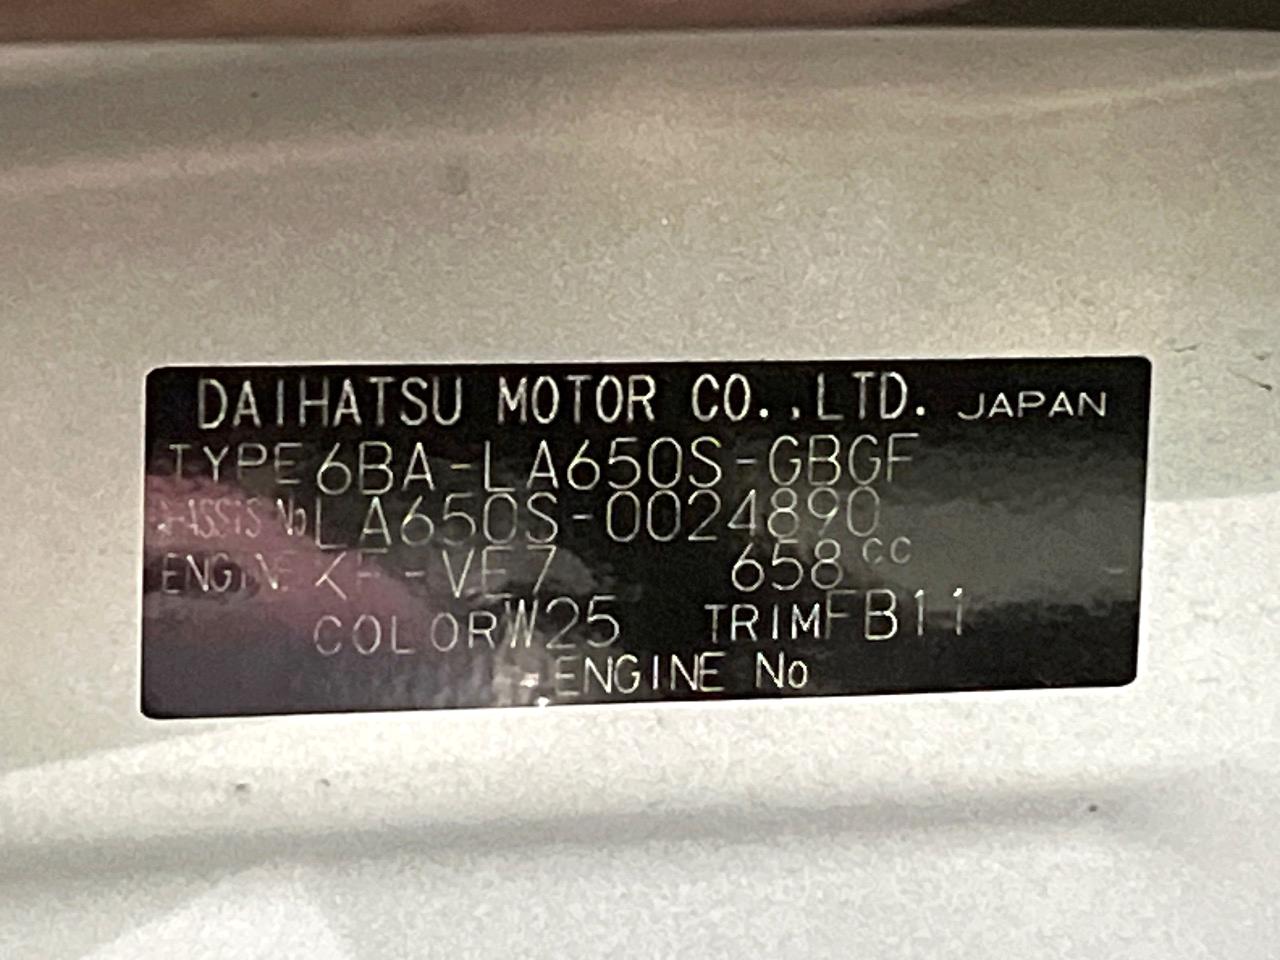 DAIHATSU MOTOR CO.,LTD. JAPAN
TYPE 6BA-LA650S-GBGF
CHASSIS No LA650S-0024890
ENGINE KF-VE7 658CC
COLOR W25 TRIM FB11
ENGINE No